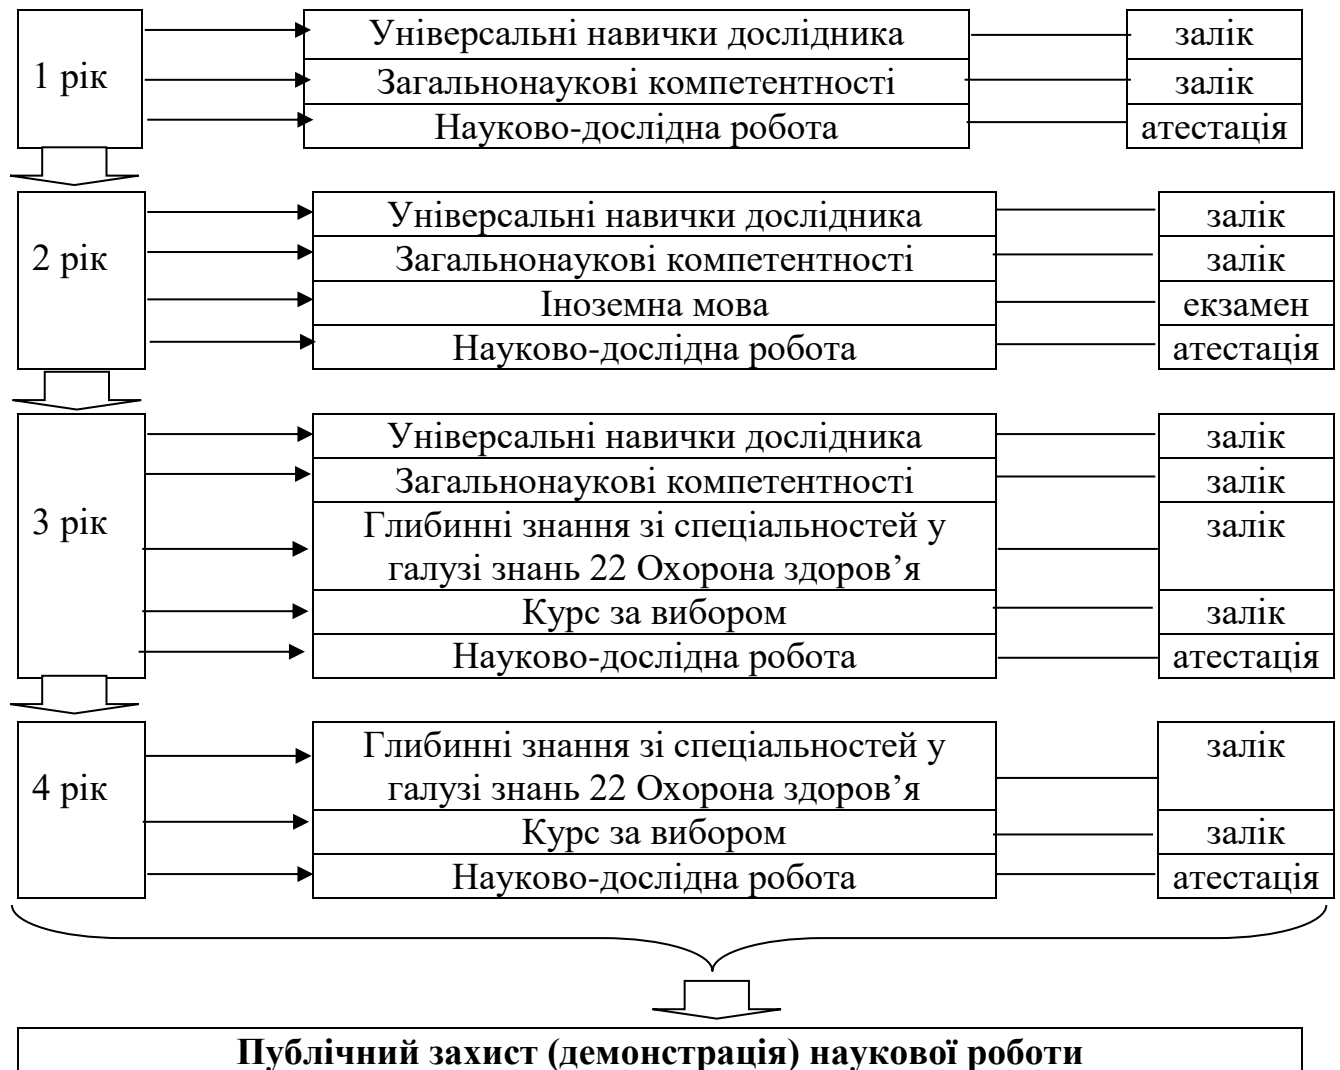 1 рік
Універсальні навички дослідника залік
Загальнонаукові компетентності залік
Науково-дослідна робота атестація
2 рік
Універсальні навички дослідника залік
Загальнонаукові компетентності залік
Іноземна мова екзамен
Науково-дослідна робота атестація
3 рік
Універсальні навички дослідника залік
Загальнонаукові компетентності залік
Глибинні знання зі спеціальностей у залік
галузі знань 22 Охорона здоров’я
Курс за вибором залік
Науково-дослідна робота атестація
4 рік
Глибинні знання зі спеціальностей у залік
галузі знань 22 Охорона здоров’я
Курс за вибором залік
Науково-дослідна робота атестація
Публічний захист (демонстрація) наукової роботи